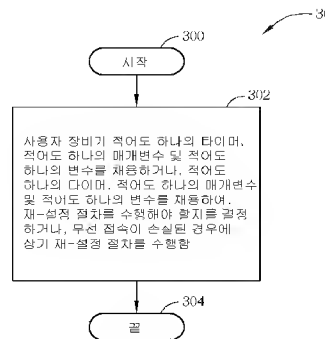 30
300
시작
302
사용자 장비기 적어도 하나의 타이머,
적어도 하나의 매개변수 및 적어도
하나의 변수를 채용하거나, 적어도
하나의 타이머, 적어도 하나의 매개변수
및 적어도 하나의 변수를 채용하여,
재-설정 절차를 수행해야 할지를 결정
하거나, 무선 접속이 손실된 경우에
상기 재-설정 절차를 수행함
304
끝